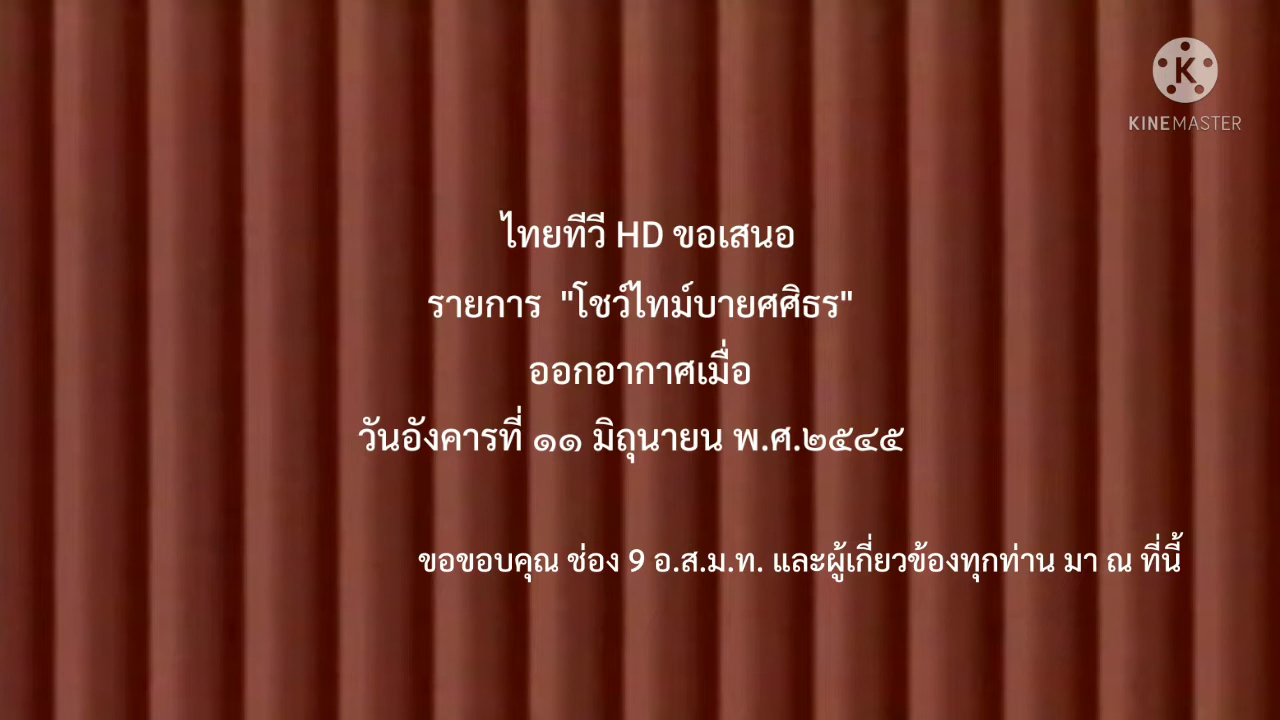 K
KINEMASTER
ไทยทีวี HD ขอเสนอ
รายการ "โชว์ไทม์บายศศิธร"
ออกอากาศเมื่อ
วันอังคารที่ ๑๑ มิถุนายน พ.ศ.๒๕๔๕
ขอขอบคุณ ช่อง 9 อ.ส.ม.ท. และผู้เกี่ยวข้องทุกท่าน มา ณ ที่นี้